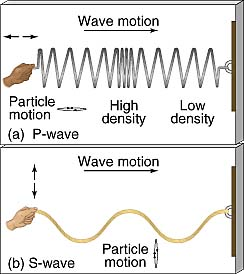 Wave motion
Particle
motion
High
density
Low
density
(a) P-wave
Wave motion
Particle
motion
(b) S-wave